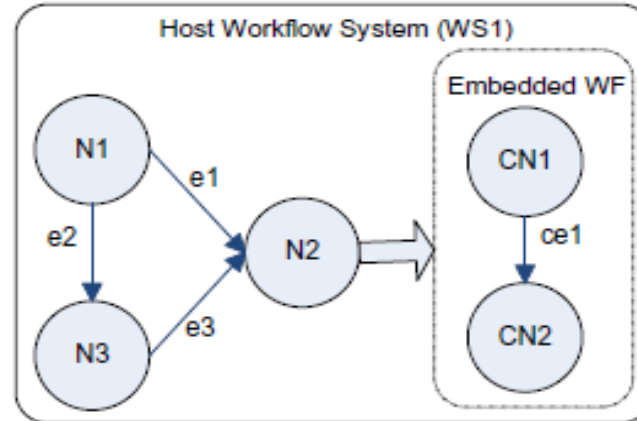 Host Workflow System (WS1)
Embedded WF
N1
CN1
e1
e2
ce1
N2
N3
e3
CN2